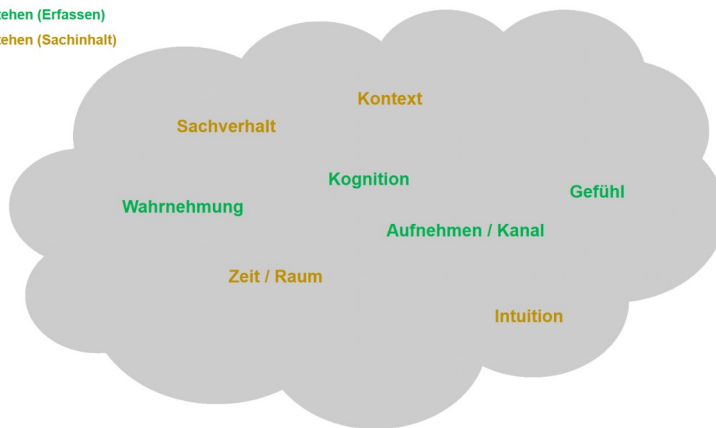 tehen (Erfassen)
tehen (Sachinhalt)
Kontext
Sachverhalt
Kognition
Gefühl
Wahrnehmung
Aufnehmen / Kanal
Zeit / Raum
Intuition